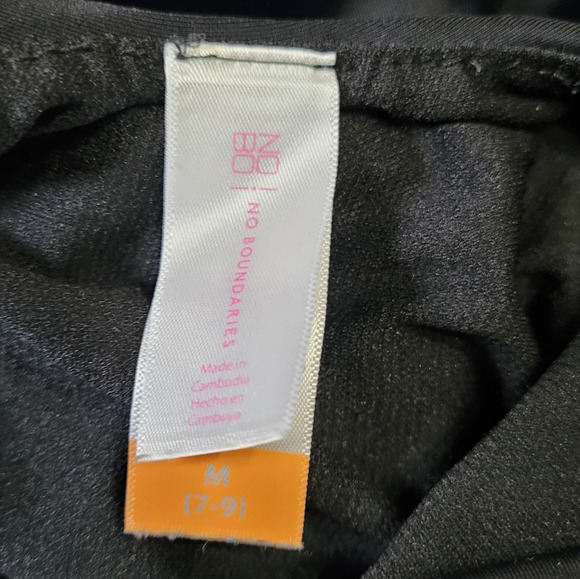 NO
BO
NO BOUNDARIES
Made in
Cambodia
Hecho en
Camboya
M
(7-9)